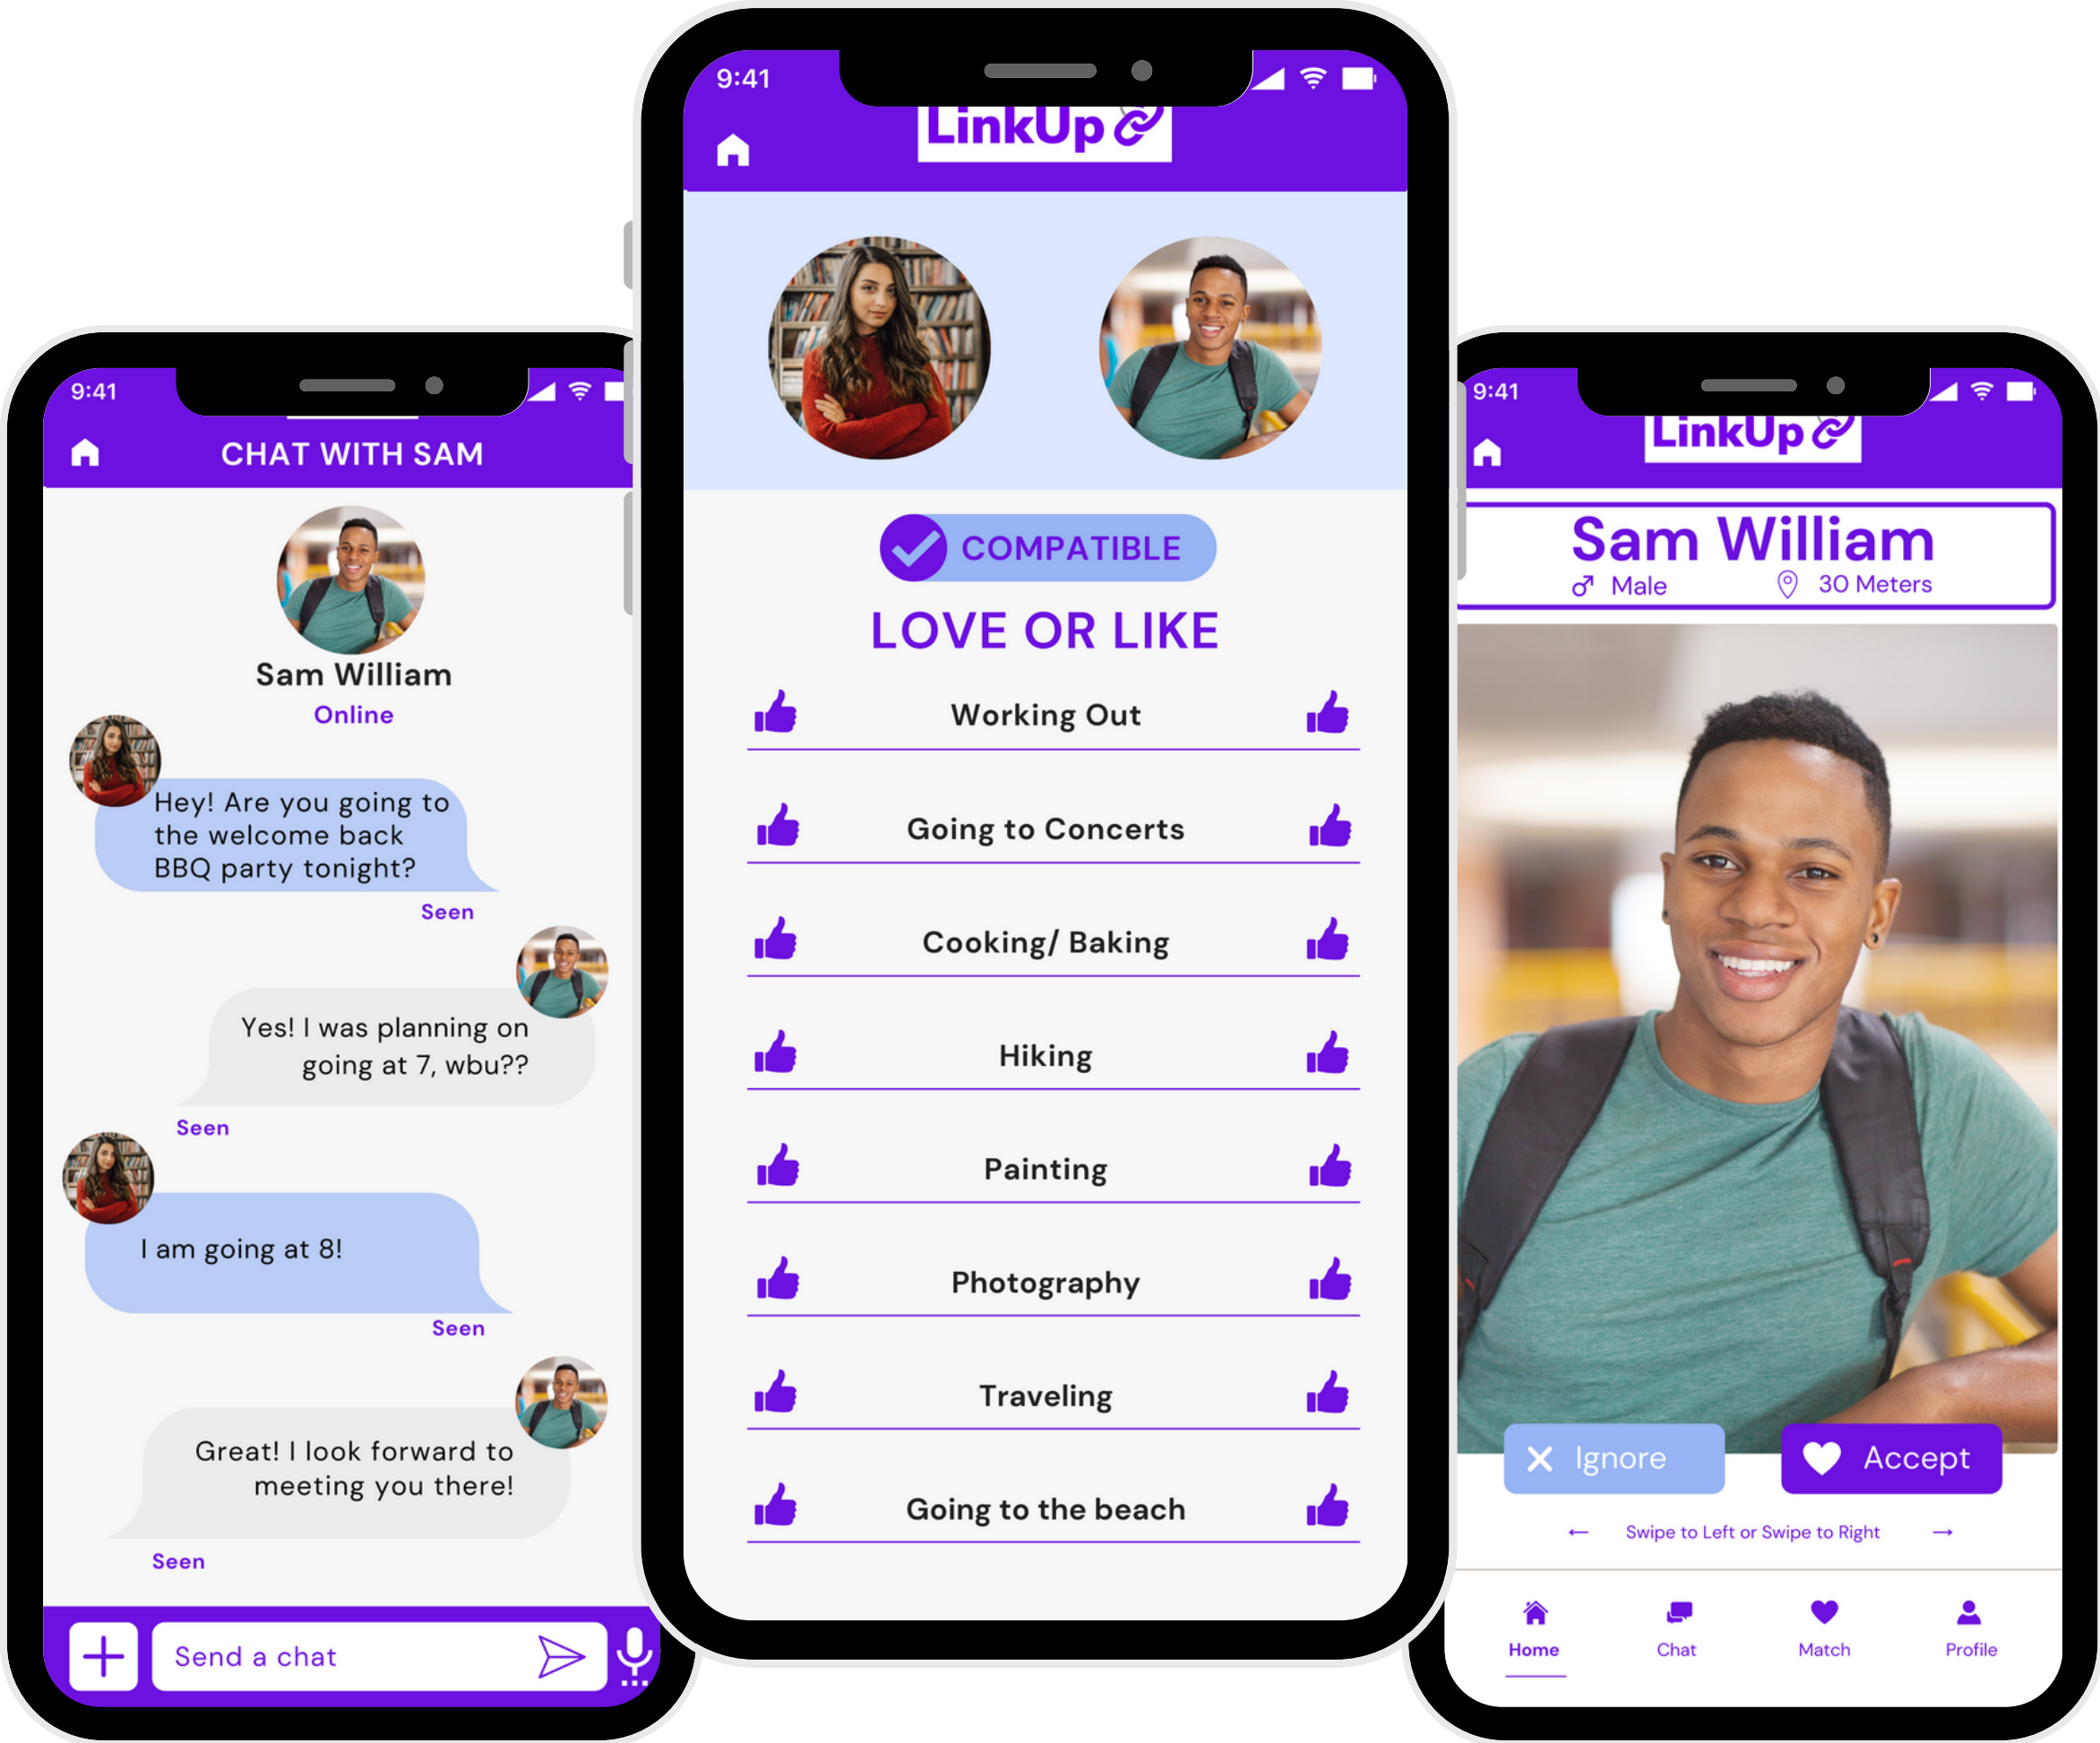 9:41
CHAT WITH SAM
Sam William
Online
Hey! Are you going to
the welcome back
BBQ party tonight?
Seen
Yes! I was planning on
going at 7, wbu??
Seen
I am going at 8!
Seen
Great! I look forward to
meeting you there!
Seen
Send a chat
9:41
LinkUp
COMPATIBLE
LOVE OR LIKE
Working Out
Going to Concerts
Cooking/ Baking
Hiking
Painting
Photography
Traveling
Going to the beach
9:41
LinkUp
Sam William
Male 30 Meters
Ignore Accept
← Swipe to Left or Swipe to Right →
Home Chat Match Profile